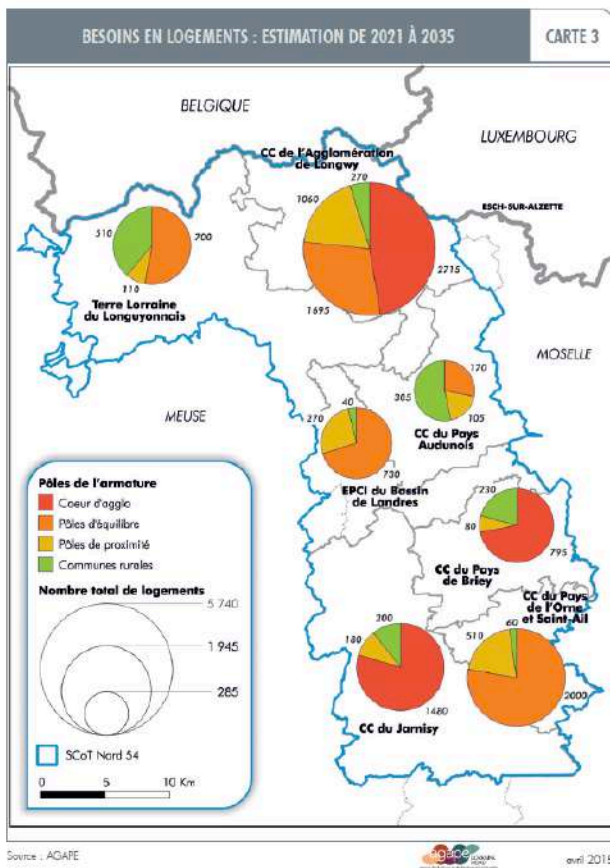 BESOINS EN LOGEMENTS : ESTIMATION DE 2021 À 2035
CARTE 3
BELGIQUE
LUXEMBOURG
CC de l'Agglomération
de Longwy
270
1060
2715
1695
ESCH-SUR-ALZETTE
510
700
110
Terre Lorraine
du Longuyonnais
MOSELLE
MEUSE
170
305
105
CC du Pays
Audunois
40
270
730
EPCI du Bassin
de Landres
230
80
795
CC du Pays
de Briey
CC du Pays
de l'Orne
et Saint-Ail
60
510
2000
200
180
1480
CC du Jarnisy
Pôles de l'armature
Coeur d'agglo
Pôles d'équilibre
Pôles de proximité
Communes rurales
Nombre total de logements
5 740
1 945
285
SCoT Nord 54
0 5 10 Km
Source : AGAPE
agape
LORRAINE
NORD